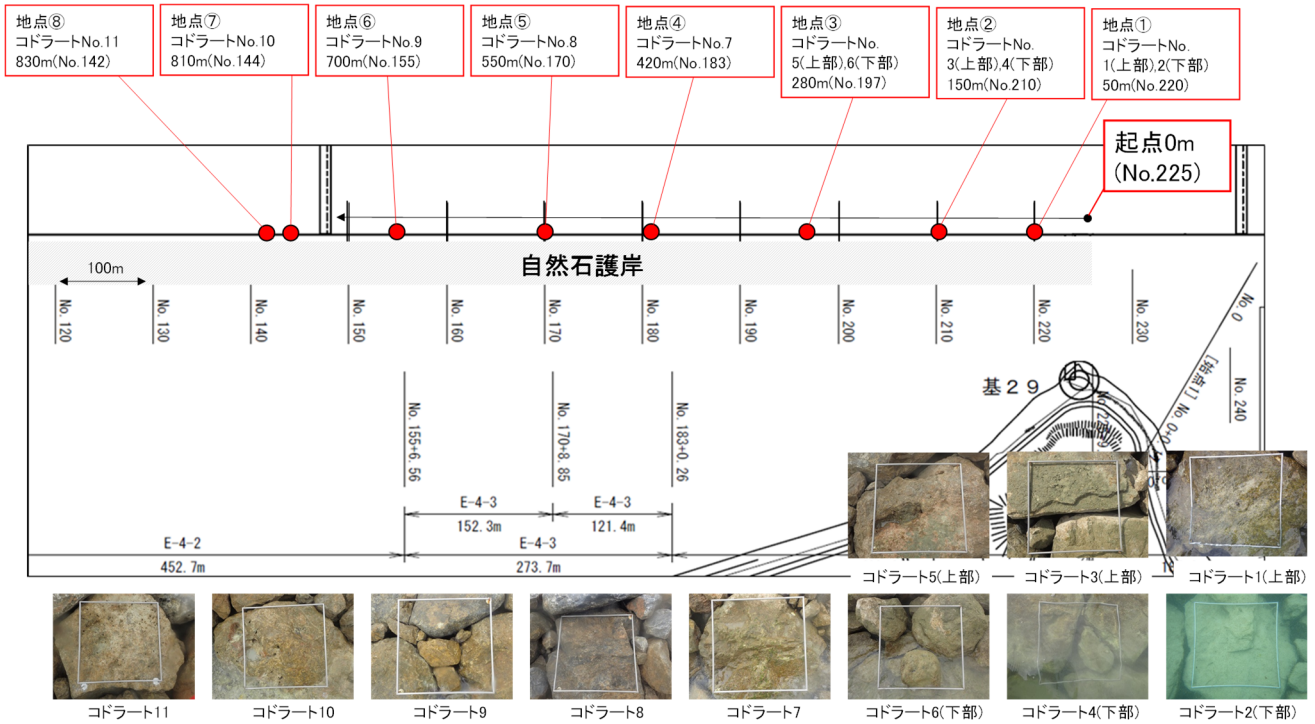 地点⑧
コドラートNo.11
830m(No.142)
地点⑦
コドラートNo.10
810m(No.144)
地点⑥
コドラートNo.9
700m(No.155)
地点⑤
コドラートNo.8
550m(No.170)
地点④
コドラートNo.7
420m(No.183)
地点③
コドラートNo.
5(上部),6(下部)
280m(No.197)
地点②
コドラートNo.
3(上部),4(下部)
150m(No.210)
地点①
コドラートNo.
1(上部),2(下部)
50m(No.220)
起点0m
(No.225)
自然石護岸
100m
No. 120
No. 130
No. 140
No. 150
No. 160
No. 170
No. 180
No. 190
No. 200
No. 210
No. 220
No. 230
No. 0
[始点1] No. 0+0.
No. 240
基29
No. 155+6.56
No. 170+8.85
No. 183+0.26
E-4-3
152.3m
E-4-3
121.4m
E-4-2
452.7m
E-4-3
273.7m
コドラート5(上部)
コドラート3(上部)
コドラート1(上部)
コドラート11
コドラート10
コドラート9
コドラート8
コドラート7
コドラート6(下部)
コドラート4(下部)
コドラート2(下部)